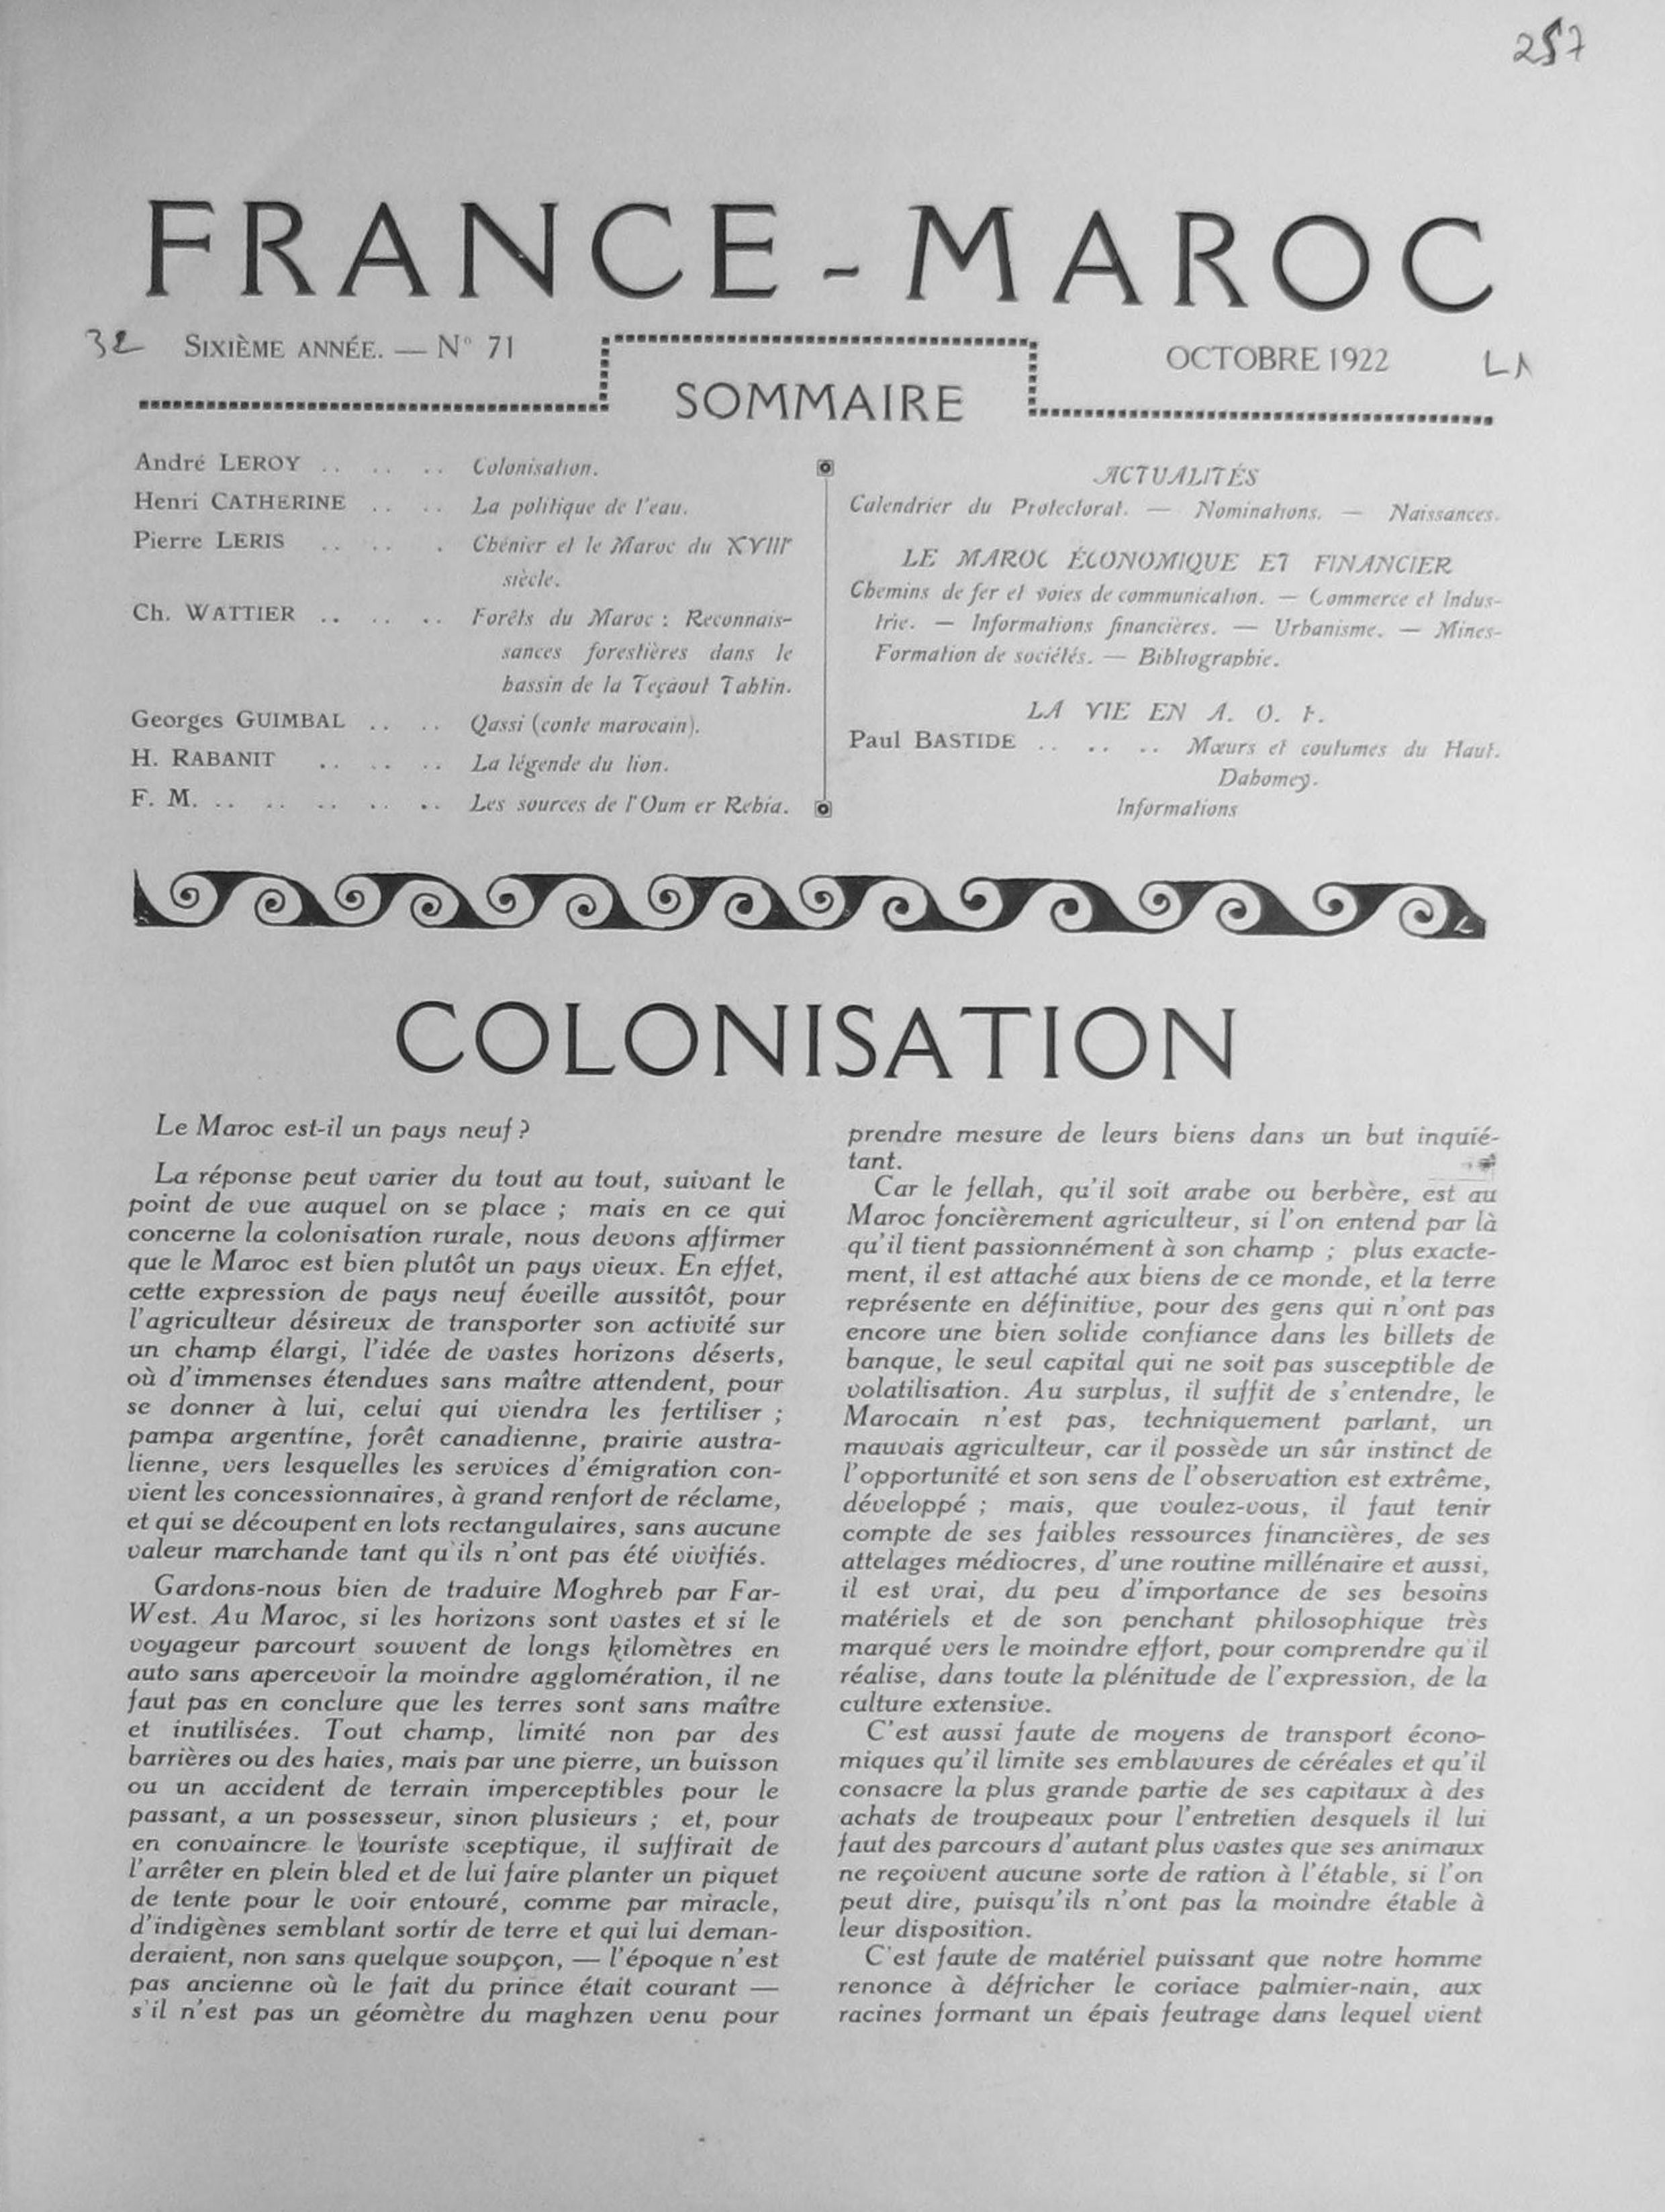 257
FRANCE - MAROC
32 SIXIÈME ANNÉE. — N° 71
OCTOBRE 1922
SOMMAIRE
André LEROY .. .. .. Colonisation.
Henri CATHERINE .. .. La politique de l'eau.
Pierre LERIS .. .. . Chénier et le Maroc du XVIIIe
siècle.
Ch. WATTIER .. .. .. Forêts du Maroc : Reconnais-
sances forestières dans le
bassin de la Teçaout Tahtin.
Georges GUIMBAL .. .. Qassi (conte marocain).
H. RABANIT .. .. .. La légende du lion.
F. M. .. .. .. .. .. Les sources de l'Oum er Rebia.
ACTUALITÉS
Calendrier du Protectorat. — Nominations. — Naissances.
LE MAROC ÉCONOMIQUE ET FINANCIER
Chemins de fer et voies de communication. — Commerce et Indus-
trie. — Informations financières. — Urbanisme. — Mines-
Formation de sociétés. — Bibliographie.
LA VIE EN A. O. F.
Paul BASTIDE .. .. .. Mœurs et coutumes du Haut.
Dahomey.
Informations
COLONISATION
Le Maroc est-il un pays neuf ?
La réponse peut varier du tout au tout, suivant le
point de vue auquel on se place ; mais en ce qui
concerne la colonisation rurale, nous devons affirmer
que le Maroc est bien plutôt un pays vieux. En effet,
cette expression de pays neuf éveille aussitôt, pour
l'agriculteur désireux de transporter son activité sur
un champ élargi, l'idée de vastes horizons déserts,
où d'immenses étendues sans maître attendent, pour
se donner à lui, celui qui viendra les fertiliser ;
pampa argentine, forêt canadienne, prairie austra-
lienne, vers lesquelles les services d'émigration con-
vient les concessionnaires, à grand renfort de réclame,
et qui se découpent en lots rectangulaires, sans aucune
valeur marchande tant qu'ils n'ont pas été vivifiés.
Gardons-nous bien de traduire Moghreb par Far-
West. Au Maroc, si les horizons sont vastes et si le
voyageur parcourt souvent de longs kilomètres en
auto sans apercevoir la moindre agglomération, il ne
faut pas en conclure que les terres sont sans maître
et inutilisées. Tout champ, limité non par des
barrières ou des haies, mais par une pierre, un buisson
ou un accident de terrain imperceptibles pour le
passant, a un possesseur, sinon plusieurs ; et, pour
en convaincre le touriste sceptique, il suffirait de
l'arrêter en plein bled et de lui faire planter un piquet
de tente pour le voir entouré, comme par miracle,
d'indigènes semblant sortir de terre et qui lui deman-
deraient, non sans quelque soupçon, — l'époque n'est
pas ancienne où le fait du prince était courant —
s'il n'est pas un géomètre du maghzen venu pour
prendre mesure de leurs biens dans un but inquié-
tant.
Car le fellah, qu'il soit arabe ou berbère, est au
Maroc foncièrement agriculteur, si l'on entend par là
qu'il tient passionnément à son champ ; plus exacte-
ment, il est attaché aux biens de ce monde, et la terre
représente en définitive, pour des gens qui n'ont pas
encore une bien solide confiance dans les billets de
banque, le seul capital qui ne soit pas susceptible de
volatilisation. Au surplus, il suffit de s'entendre, le
Marocain n'est pas, techniquement parlant, un
mauvais agriculteur, car il possède un sûr instinct de
l'opportunité et son sens de l'observation est extrême,
développé ; mais, que voulez-vous, il faut tenir
compte de ses faibles ressources financières, de ses
attelages médiocres, d'une routine millénaire et aussi,
il est vrai, du peu d'importance de ses besoins
matériels et de son penchant philosophique très
marqué vers le moindre effort, pour comprendre qu'il
réalise, dans toute la plénitude de l'expression, de la
culture extensive.
C'est aussi faute de moyens de transport écono-
miques qu'il limite ses emblavures de céréales et qu'il
consacre la plus grande partie de ses capitaux à des
achats de troupeaux pour l'entretien desquels il lui
faut des parcours d'autant plus vastes que ses animaux
ne reçoivent aucune sorte de ration à l'étable, si l'on
peut dire, puisqu'ils n'ont pas la moindre étable à
leur disposition.
C'est faute de matériel puissant que notre homme
renonce à défricher le coriace palmier-nain, aux
racines formant un épais feutrage dans lequel vient